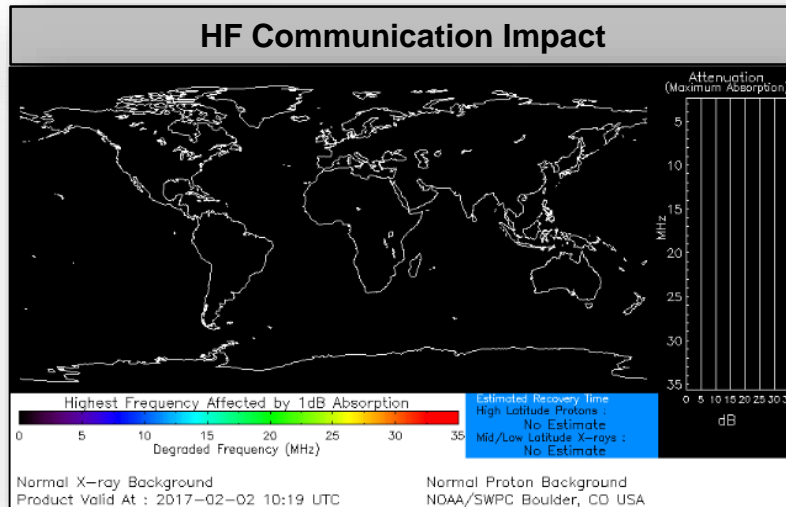 HF Communication Impact
Attenuation
(Maximum Absorption)
5
10
15
20
25
30
35
MHz
0 5 10 15 20 25 30
dB
Highest Frequency Affected by 1dB Absorption
0 5 10 15 20 25 30 35
Degraded Frequency (MHz)
Estimated Recovery Time
High Latitude Protons :
No Estimate
Mid/Low Latitude X-rays :
No Estimate
Normal X-ray Background
Product Valid At : 2017-02-02 10:19 UTC
Normal Proton Background
NOAA/SWPC Boulder, CO USA